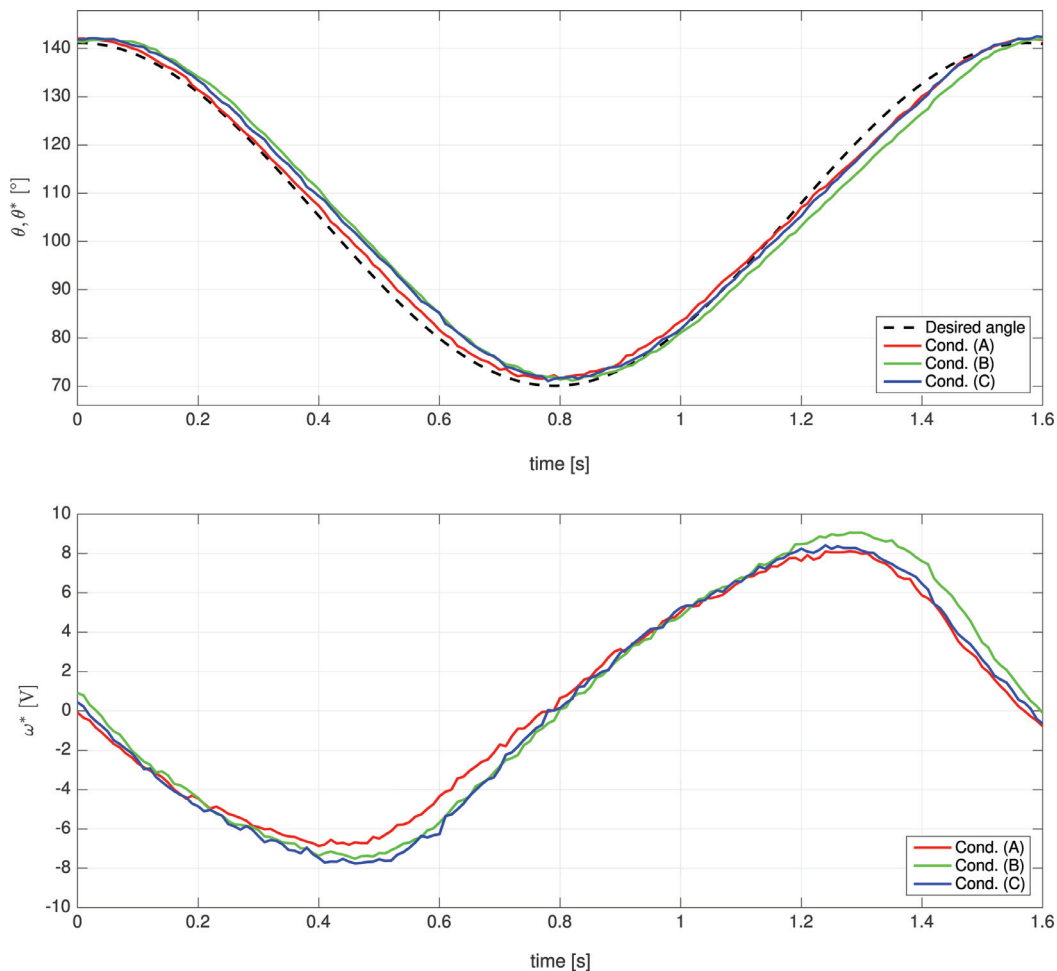 140
130
120
110
100
90
80
70
θ, θ* [°]
0 0.2 0.4 0.6 0.8 1 1.2 1.4 1.6
time [s]
Desired angle
Cond. (A)
Cond. (B)
Cond. (C)
10
8
6
4
2
0
-2
-4
-6
-8
-10
ω* [V]
0 0.2 0.4 0.6 0.8 1 1.2 1.4 1.6
time [s]
Cond. (A)
Cond. (B)
Cond. (C)